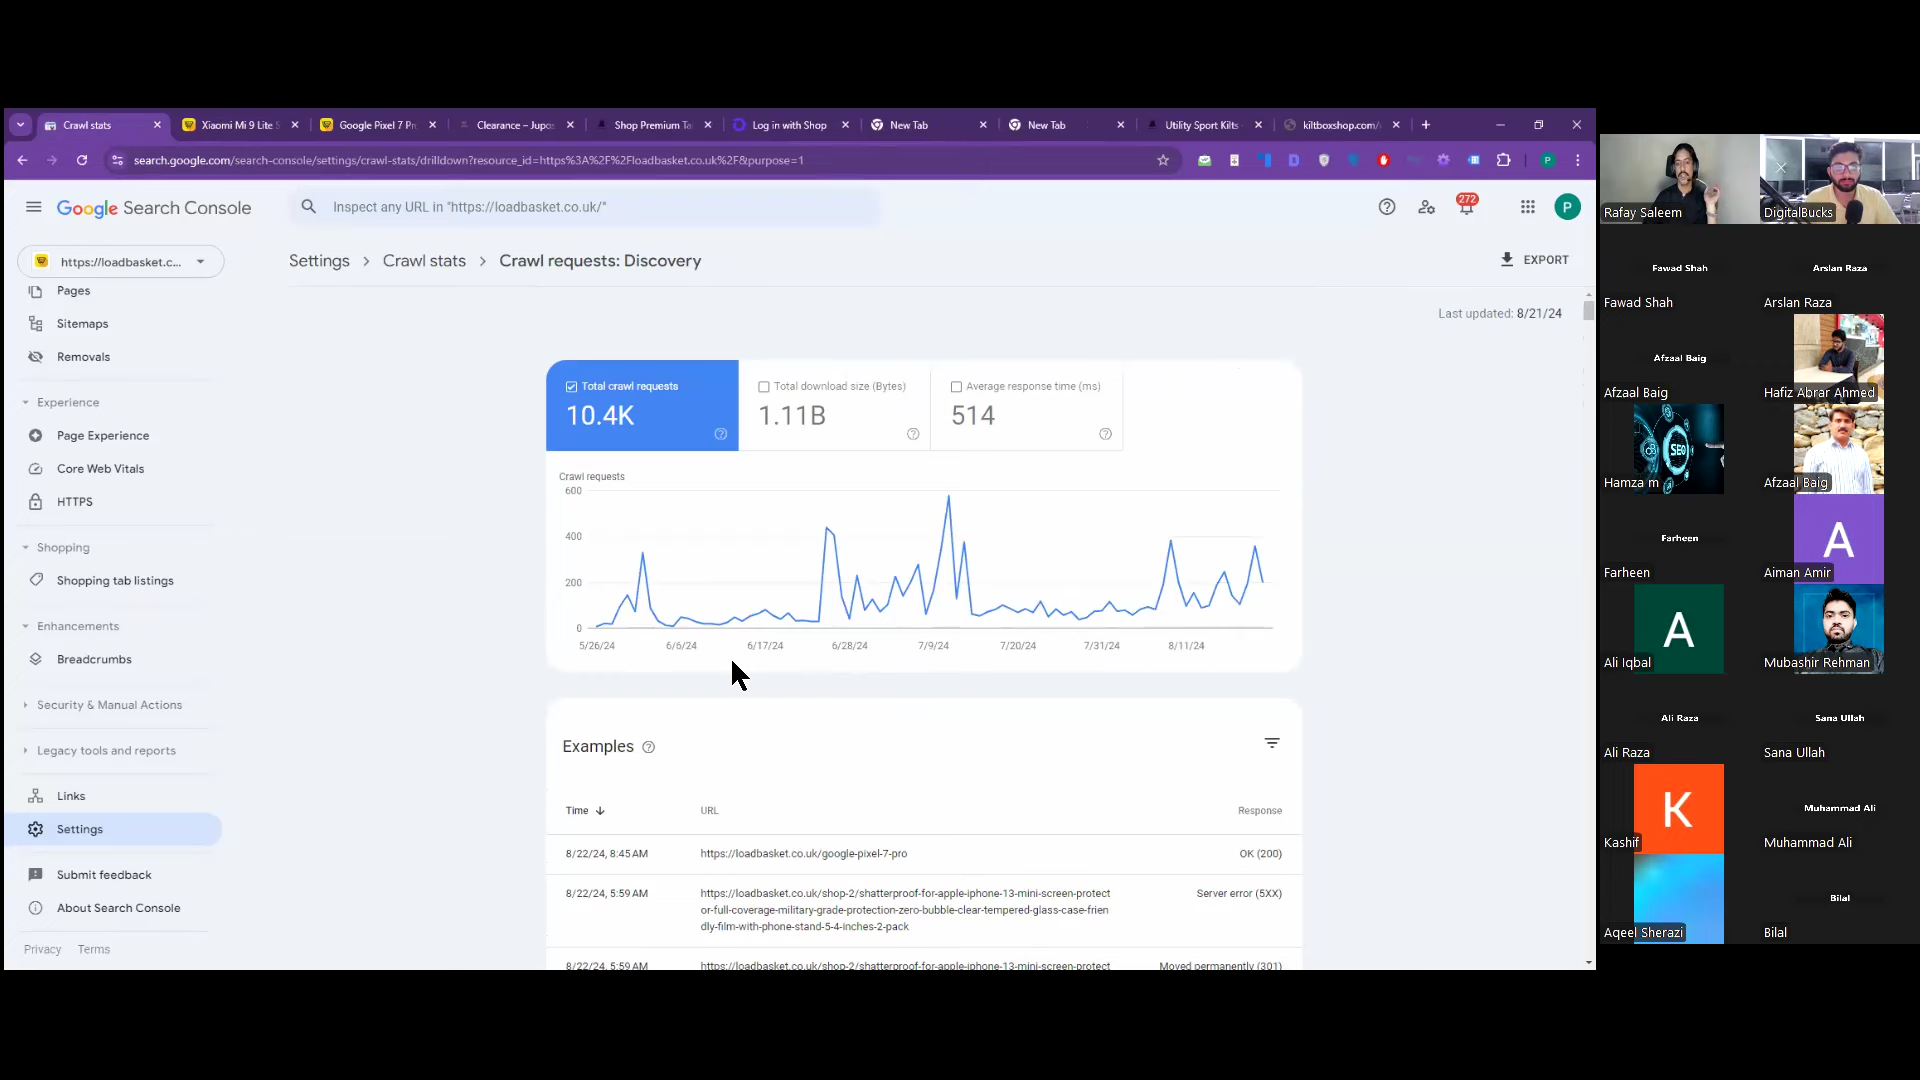 Crawl stats
Xiaomi Mi 9 Lite S
Google Pixel 7 Pr
Clearance – Jupo
Shop Premium Ta
Log in with Shop
New Tab
New Tab
Utility Sport Kilts
kiltboxshop.com/
search.google.com/search-console/settings/crawl-stats/drilldown?resource_id=https%3A%2F%2Floadbasket.co.uk%2F&purpose=1
P
Google Search Console
Inspect any URL in "https://loadbasket.co.uk/"
272
P
https://loadbasket.c...
Pages
Sitemaps
Removals
Experience
Page Experience
Core Web Vitals
HTTPS
Shopping
Shopping tab listings
Enhancements
Breadcrumbs
Security & Manual Actions
Legacy tools and reports
Links
Settings
Submit feedback
About Search Console
Privacy Terms
Settings > Crawl stats > Crawl requests: Discovery
EXPORT
Last updated: 8/21/24
Total crawl requests
10.4K
Total download size (Bytes)
1.11B
Average response time (ms)
514
Crawl requests
600
400
200
0
5/26/24 6/6/24 6/17/24 6/28/24 7/9/24 7/20/24 7/31/24 8/11/24
Examples
Time URL Response
8/22/24, 8:45 AM https://loadbasket.co.uk/google-pixel-7-pro OK (200)
8/22/24, 5:59 AM https://loadbasket.co.uk/shop-2/shatterproof-for-apple-iphone-13-mini-screen-protect Server error (5XX)
or-full-coverage-military-grade-protection-zero-bubble-clear-tempered-glass-case-frien
dly-film-with-phone-stand-5-4-inches-2-pack
8/22/24, 5:59 AM https://loadbasket.co.uk/shop-2/shatterproof-for-apple-iphone-13-mini-screen-protect Moved permanently (301)
Rafay Saleem
DigitalBucks
Fawad Shah
Fawad Shah
Arslan Raza
Arslan Raza
Afzaal Baig
Afzaal Baig
Hafiz Abrar Ahmed
SEO
Hamza m
Afzaal Baig
Farheen
Farheen
A
Aiman Amir
A
Ali Iqbal
Mubashir Rehman
Ali Raza
Ali Raza
Sana Ullah
Sana Ullah
K
Kashif
Muhammad Ali
Muhammad Ali
Aqeel Sherazi
Bilal
Bilal